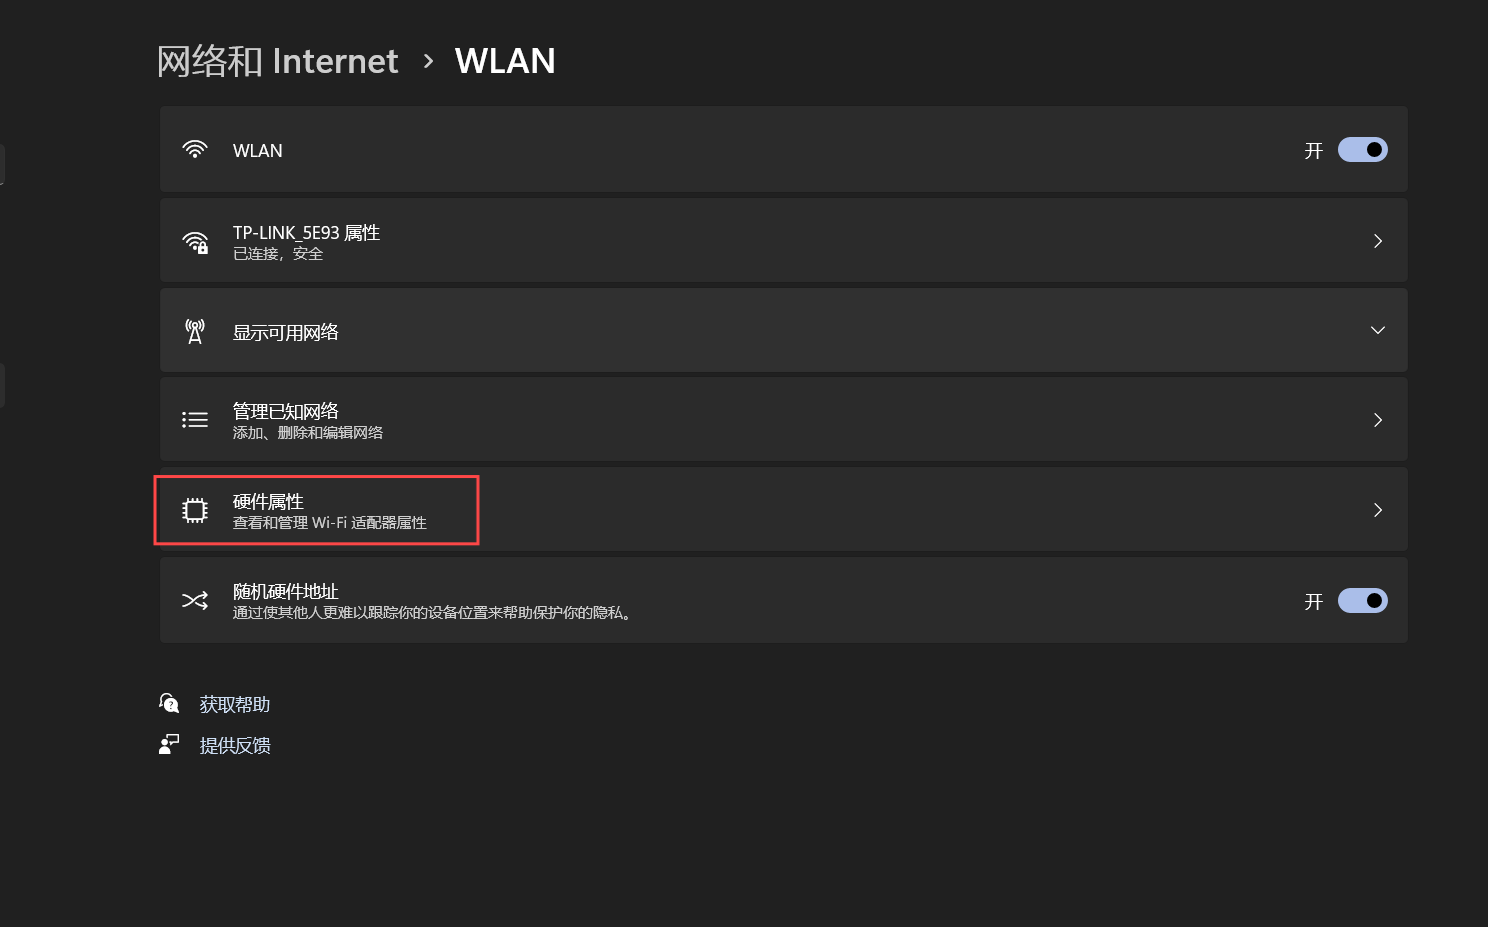 网络和 Internet › WLAN
WLAN
开
TP-LINK_5E93 属性
已连接，安全
显示可用网络
管理已知网络
添加、删除和编辑网络
硬件属性
查看和管理 Wi-Fi 适配器属性
随机硬件地址
通过使其他人更难以跟踪你的设备位置来帮助保护你的隐私。
开
获取帮助
提供反馈